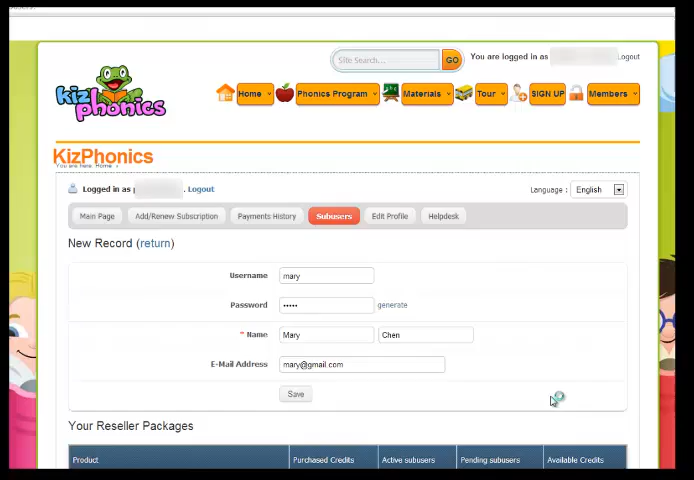 Site Search...
GO
You are logged in as
Logout
kiz phonics
Home
Phonics Program
Materials
Tour
SIGN UP
Members
KizPhonics
You are here: Home
Logged in as
. Logout
Language :
English
Main Page
Add/Renew Subscription
Payments History
Subusers
Edit Profile
Helpdesk
New Record (return)
Username
mary
Password
•••••
generate
* Name
Mary
Chen
E-Mail Address
mary@gmail.com
Save
Your Reseller Packages
Product
Purchased Credits
Active subusers
Pending subusers
Available Credits